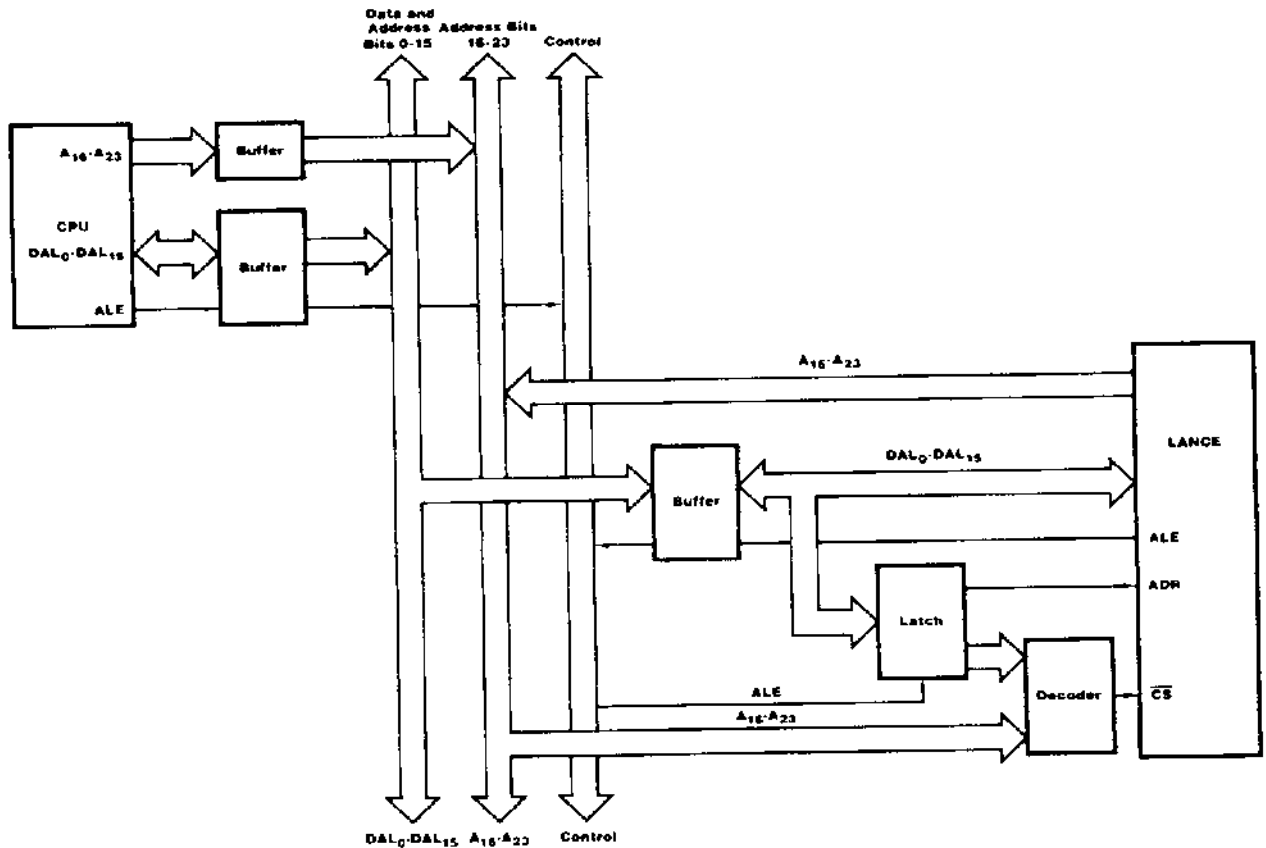 Data and
Address
Bits 0-15
Address Bits
16-23
Control
A16-A23
Buffer
CPU
DAL0-DAL15
Buffer
ALE
A16-A23
LANCE
DAL0-DAL15
Buffer
ALE
ADR
Latch
ALE
Decoder
CS
A16-A23
DAL0-DAL15
A16-A23
Control